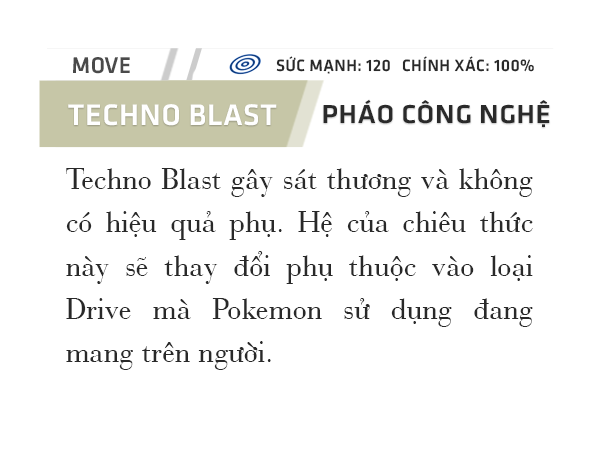 MOVE SỨC MẠNH: 120 CHÍNH XÁC: 100%
TECHNO BLAST PHÁO CÔNG NGHỆ
Techno Blast gây sát thương và không
có hiệu quả phụ. Hệ của chiêu thức
này sẽ thay đổi phụ thuộc vào loại
Drive mà Pokemon sử dụng đang
mang trên người.